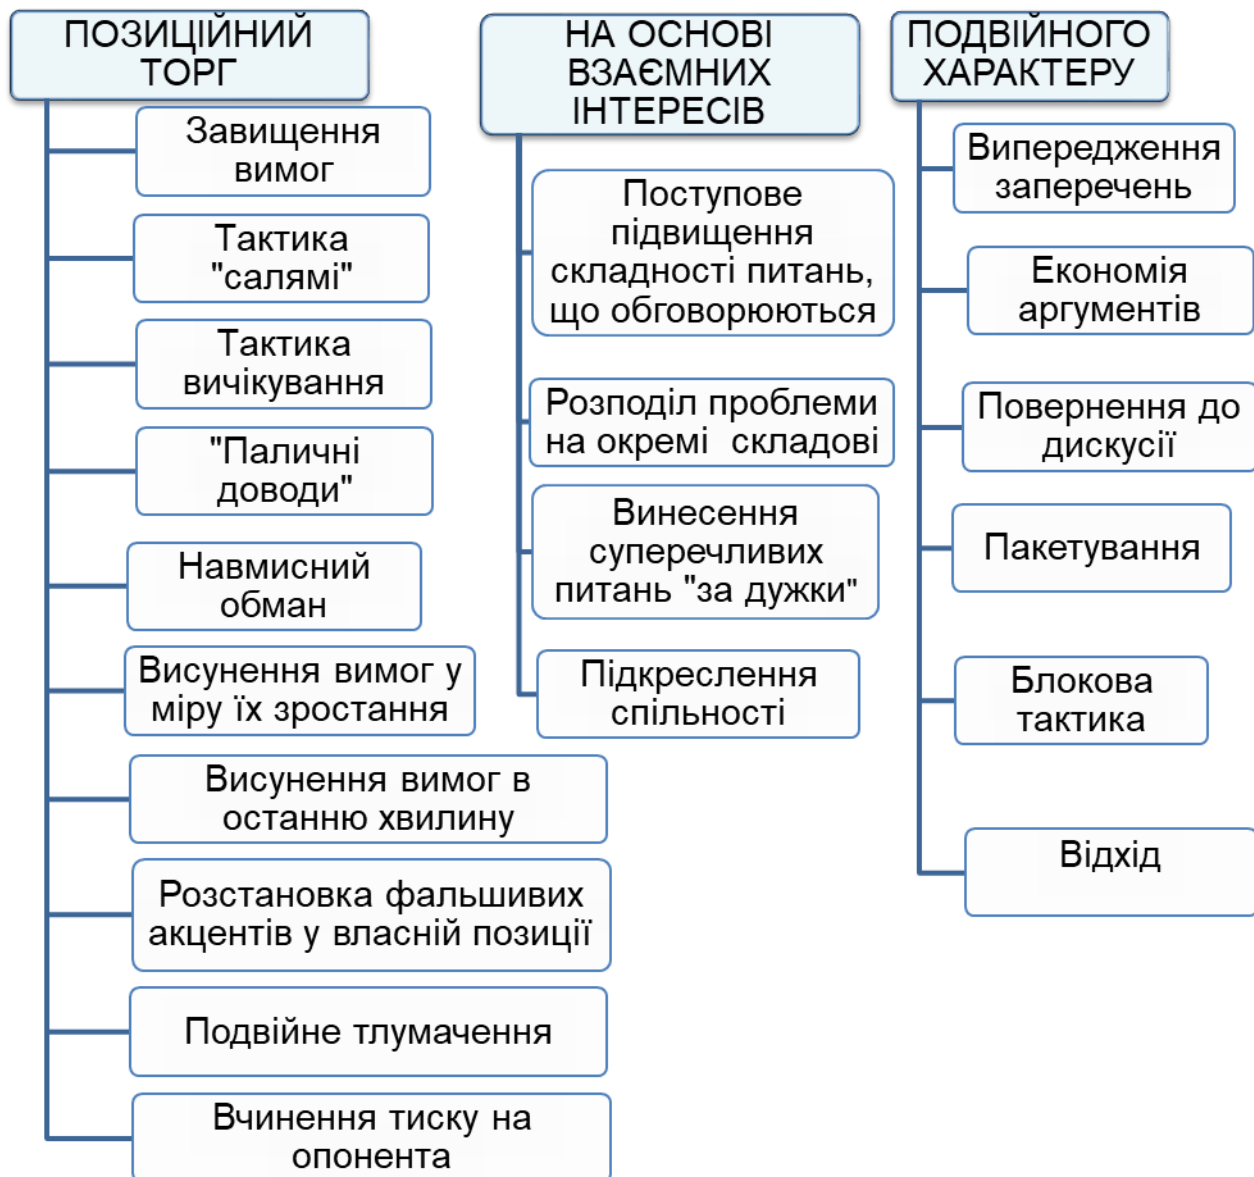 ПОЗИЦІЙНИЙ
ТОРГ
Завищення
вимог
Тактика
"салямі"
Тактика
вичікування
"Паличні
доводи"
Навмисний
обман
Висунення вимог у
міру їх зростання
Висунення вимог в
останню хвилину
Розстановка фальшивих
акцентів у власній позиції
Подвійне тлумачення
Вчинення тиску на
опонента
НА ОСНОВІ
ВЗАЄМНИХ
ІНТЕРЕСІВ
Поступове
підвищення
складності питань,
що обговорюються
Розподіл проблеми
на окремі складові
Винесення
суперечливих
питань "за дужки"
Підкреслення
спільності
ПОДВІЙНОГО
ХАРАКТЕРУ
Випередження
заперечень
Економія
аргументів
Повернення до
дискусії
Пакетування
Блокова
тактика
Відхід